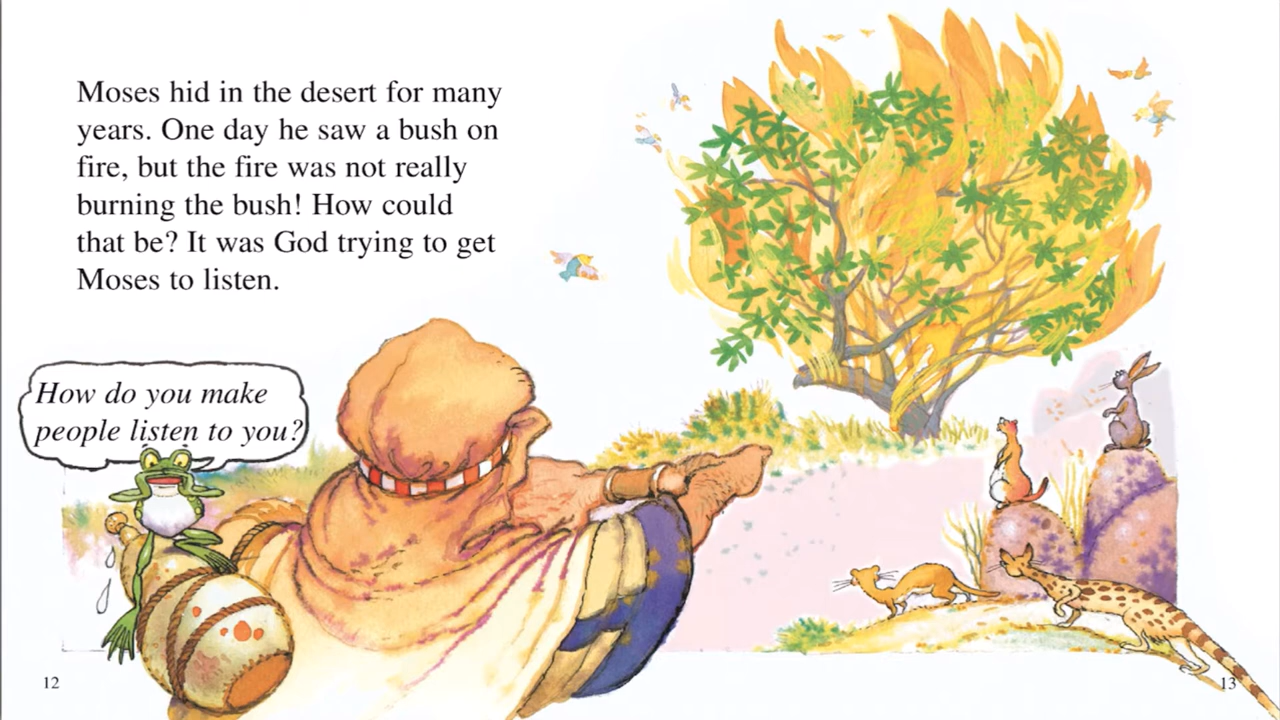 Moses hid in the desert for many
years. One day he saw a bush on
fire, but the fire was not really
burning the bush! How could
that be? It was God trying to get
Moses to listen.
How do you make
people listen to you?
12
13